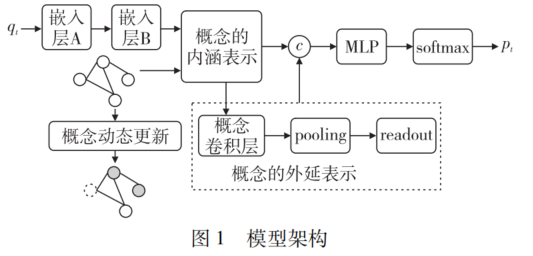 q_i
嵌入
层A
嵌入
层B
概念的
内涵表示
c
MLP
softmax
p_i
概念动态更新
概念
卷积层
pooling
readout
概念的外延表示
图1 模型架构